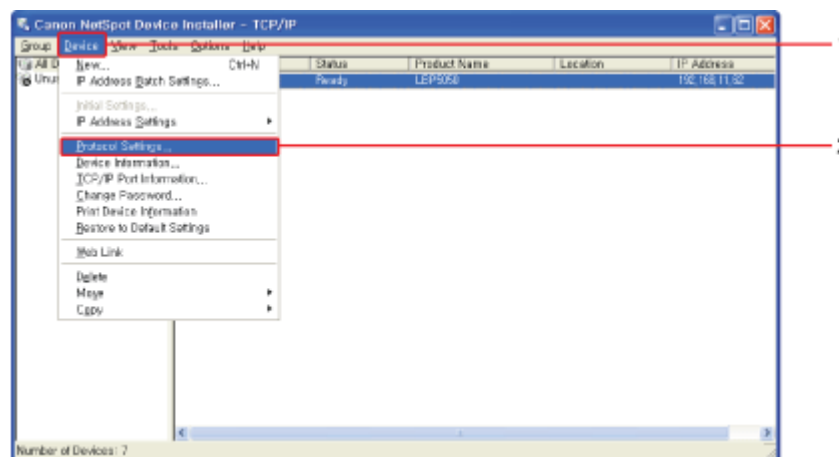 Canon NetSpot Device Installer - TCP/IP
Group Device View Tools Options Help
All D
Status Product Name Location IP Address
Unus
Ready LBP5050 192,168,11,62
New... Ctrl+N
IP Address Batch Settings...
Initial Settings...
IP Address Settings
Protocol Settings...
Device Information...
TCP/IP Port Information...
Change Password...
Print Device Information
Restore to Default Settings
Web Link
Delete
Move
Copy
Number of Devices: 7